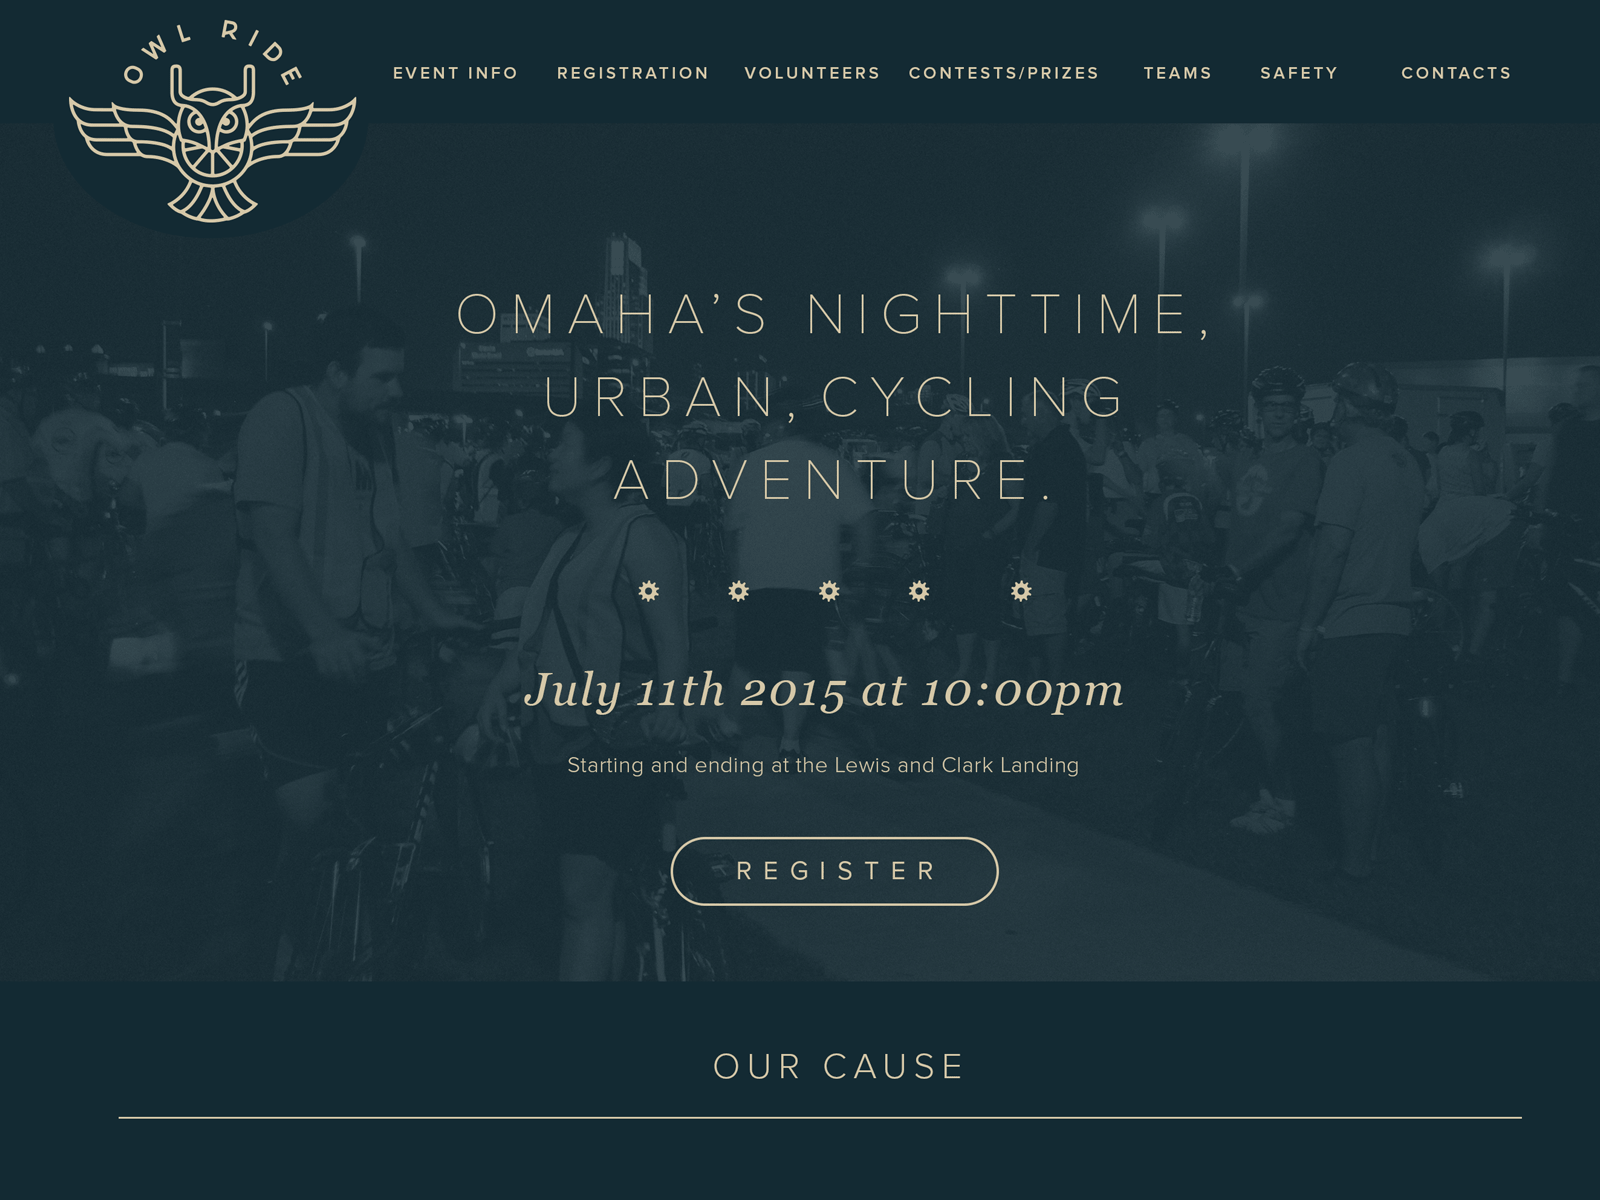 OWL RIDE
EVENT INFO REGISTRATION VOLUNTEERS CONTESTS/PRIZES TEAMS SAFETY CONTACTS
OMAHA’S NIGHTTIME,
URBAN, CYCLING
ADVENTURE.
July 11th 2015 at 10:00pm
Starting and ending at the Lewis and Clark Landing
REGISTER
OUR CAUSE